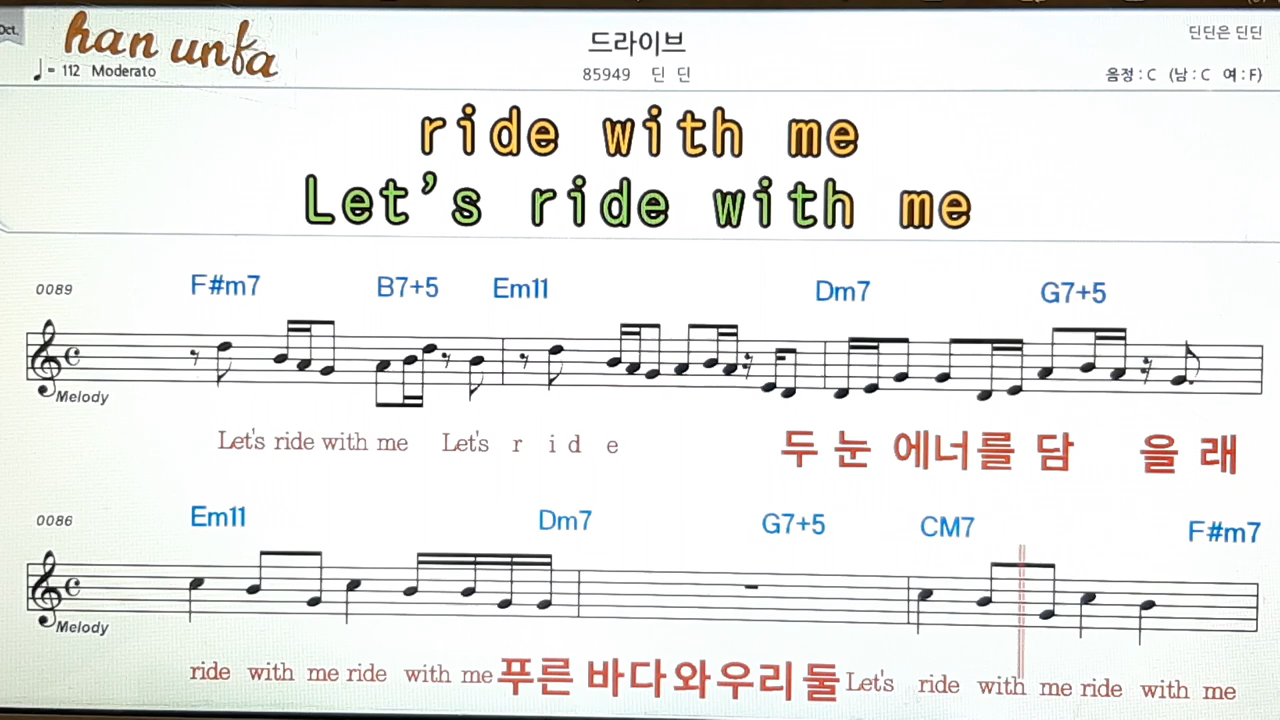 Oct.
han unfa
♩= 112 Moderato
드라이브
85949 딘 딘
딘딘은 딘딘
음정 : C (남 : C 여 : F)
ride with me
Let's ride with me
0089 F#m7 B7+5 Em11 Dm7 G7+5
Melody
Let's ride with me Let's r i d e 두 눈 에너를 담 을 래
0086 Em11 Dm7 G7+5 CM7 F#m7
Melody
ride with me ride with me 푸른 바다와우리 둘 Let's ride with me ride with me